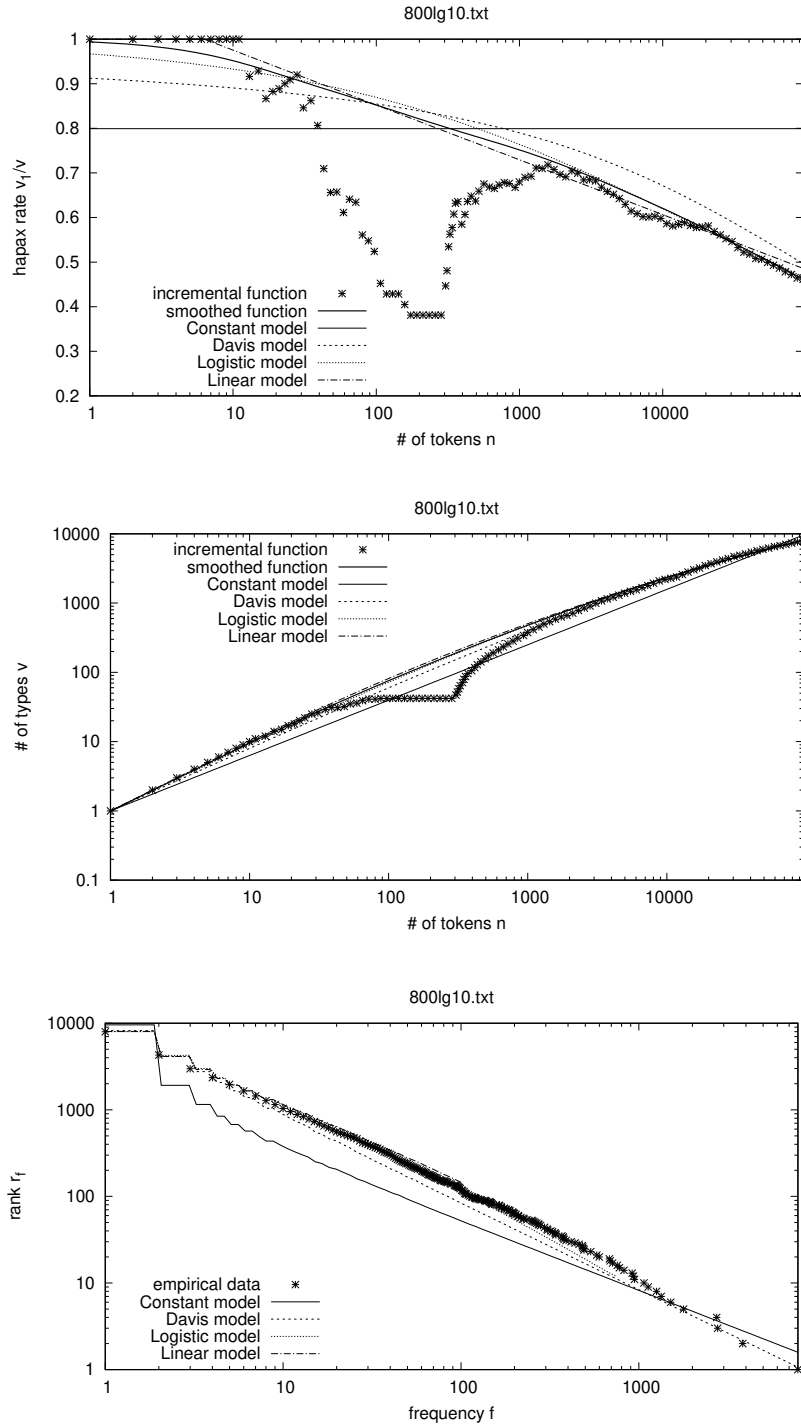 800lg10.txt
1
0.9
0.8
0.7
0.6
0.5
0.4
0.3
0.2
hapax rate v1/v
incremental function
smoothed function
Constant model
Davis model
Logistic model
Linear model
1 10 100 1000 10000
# of tokens n
800lg10.txt
10000
1000
100
10
1
0.1
# of types v
incremental function
smoothed function
Constant model
Davis model
Logistic model
Linear model
1 10 100 1000 10000
# of tokens n
800lg10.txt
10000
1000
100
10
1
rank rf
empirical data
Constant model
Davis model
Logistic model
Linear model
1 10 100 1000
frequency f